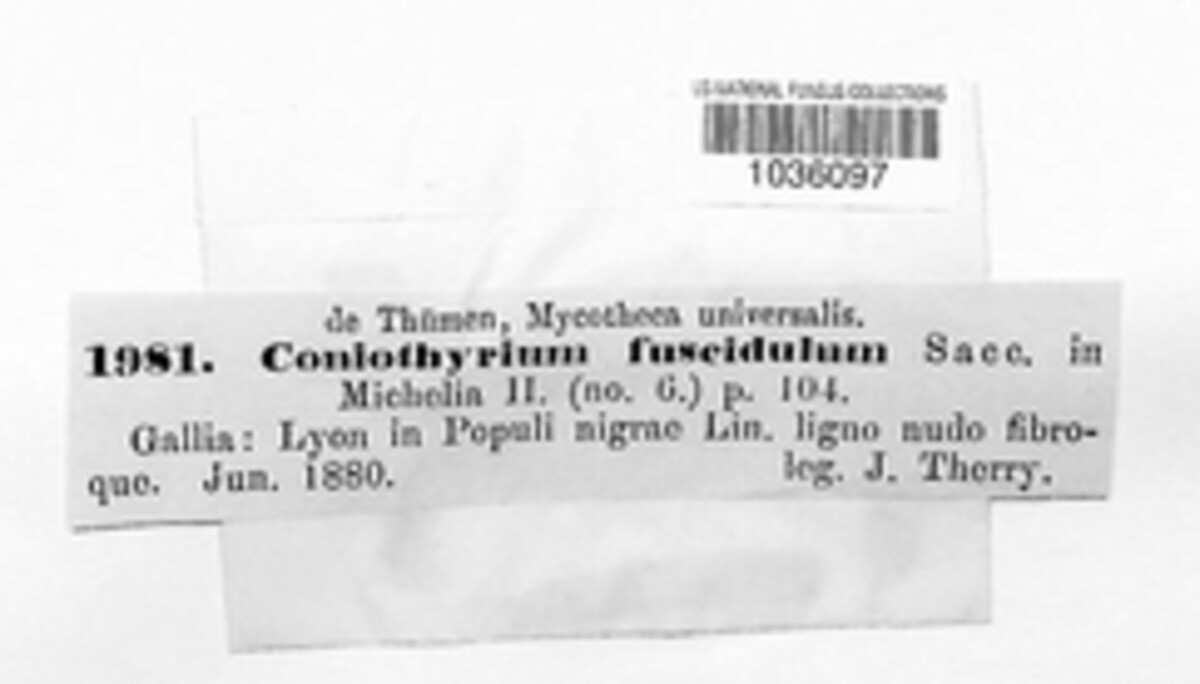 US NATIONAL FUNGUS COLLECTIONS
1036097
de Thümen, Mycotheca universalis.
1981. Coniothyrium fuscidulum Sacc. in
Michelia II. (no. 6.) p. 104.
Gallia: Lyon in Populi nigrae Lin. ligno nudo fibro-
que. Jun. 1880. leg. J. Therry.